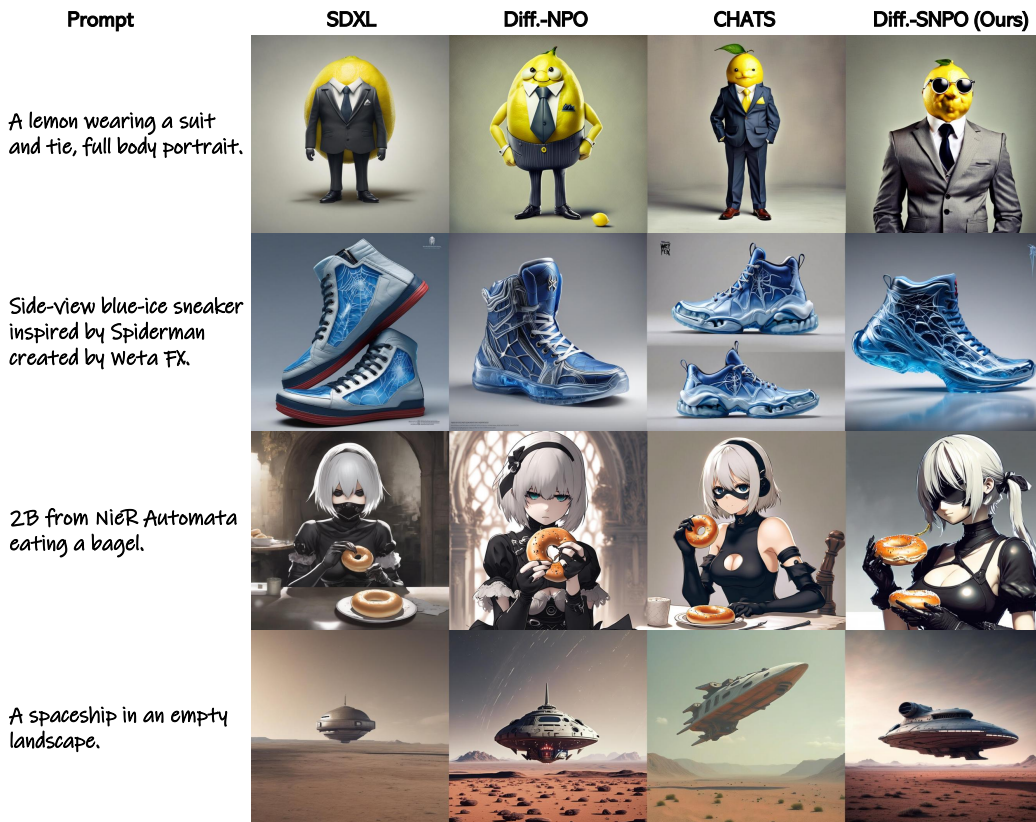 Prompt
SDXL
Diff.-NPO
CHATS
Diff.-SNPO (Ours)
A lemon wearing a suit
and tie, full body portrait.
Side-view blue-ice sneaker
inspired by Spiderman
created by Weta FX.
2B from NieR Automata
eating a bagel.
A spaceship in an empty
landscape.